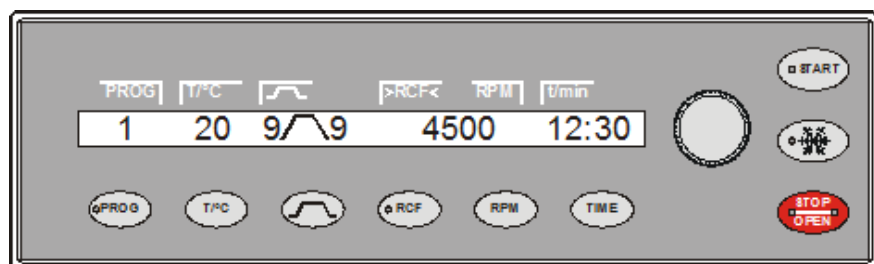 START
PROG T/°C >RCF< RPM t/min
1 20 9 9 4500 12:30
PROG T/°C RCF RPM TIME
STOP
OPEN